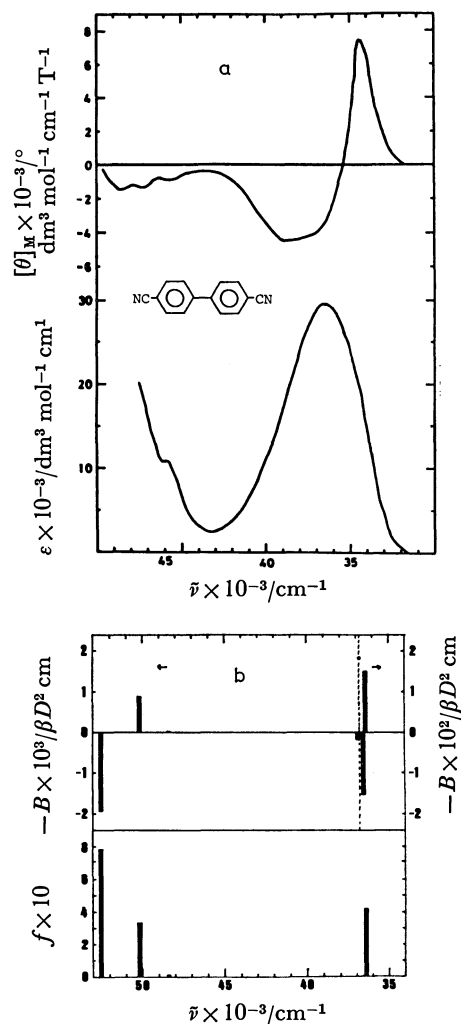 8
a
6
4
2
0
-2
-4
-6
[θ]M × 10⁻³/°
dm³ mol⁻¹ cm⁻¹ T⁻¹
NC
CN
30
20
10
ε × 10⁻³/dm³ mol⁻¹ cm¹
45
40
35
ν̃ × 10⁻³/cm⁻¹
2
1
0
-1
-2
−B × 10³/βD² cm
←
b
→
2
1
0
-1
-2
−B × 10²/βD² cm
8
6
4
2
0
f × 10
50
45
40
35
ν̃ × 10⁻³/cm⁻¹